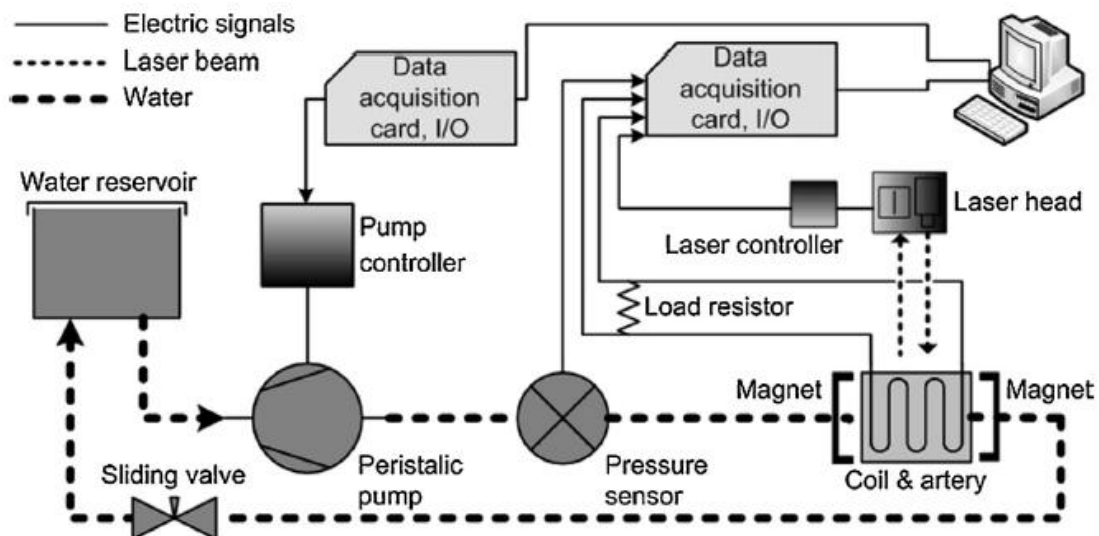 Electric signals
Laser beam
Water
Data
acquisition
card, I/O
Data
acquisition
card, I/O
Water reservoir
Pump
controller
Laser controller
Laser head
Load resistor
Magnet
Magnet
Sliding valve
Peristalic
pump
Pressure
sensor
Coil & artery